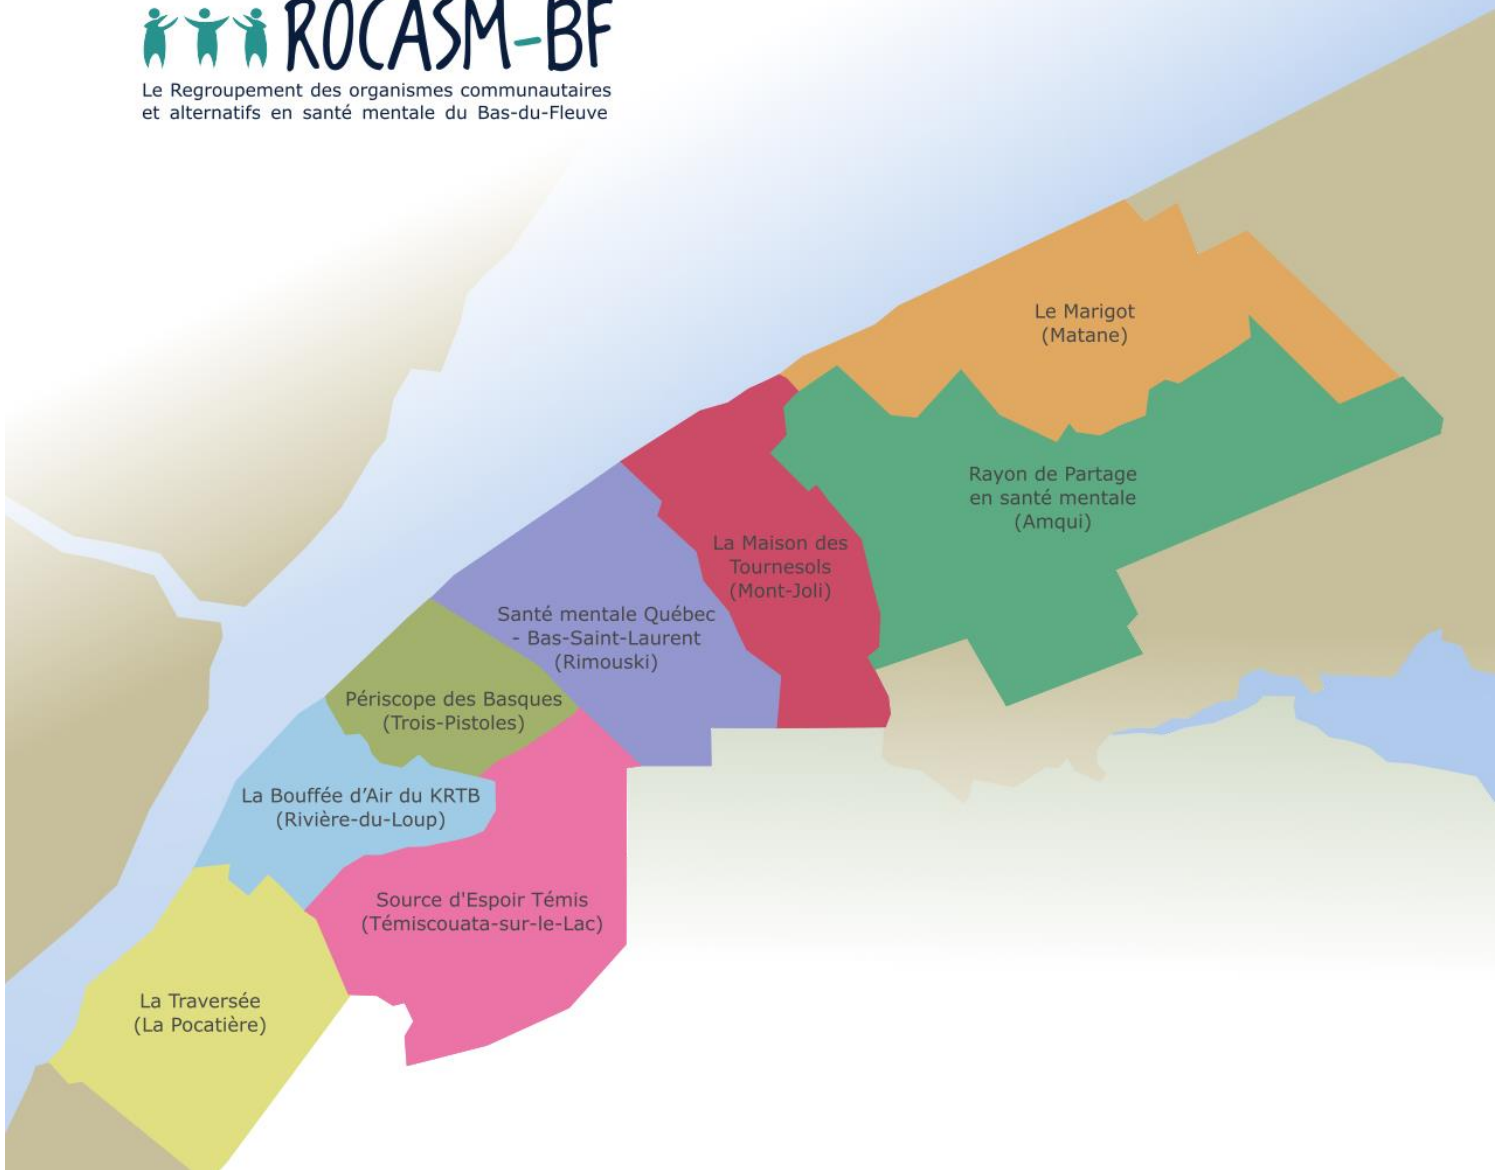 ROCASM-BF
Le Regroupement des organismes communautaires
et alternatifs en santé mentale du Bas-du-Fleuve
Le Marigot
(Matane)
Rayon de Partage
en santé mentale
(Amqui)
La Maison des
Tournesols
(Mont-Joli)
Santé mentale Québec
- Bas-Saint-Laurent
(Rimouski)
Périscope des Basques
(Trois-Pistoles)
La Bouffée d’Air du KRTB
(Rivière-du-Loup)
Source d'Espoir Témis
(Témiscouata-sur-le-Lac)
La Traversée
(La Pocatière)